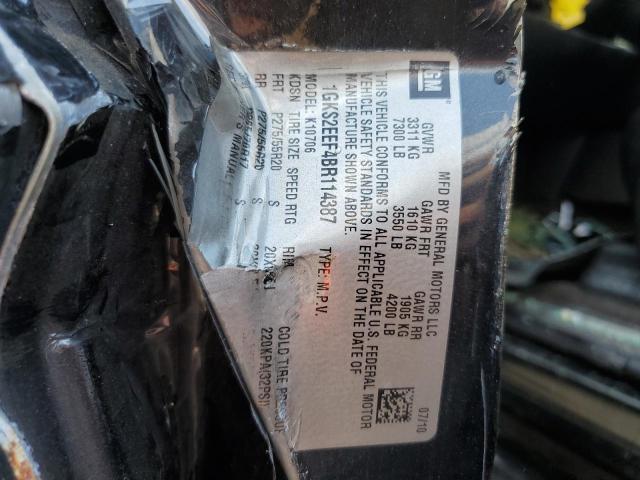 GM
MFD BY GENERAL MOTORS LLC
07/10
GVWR GAWR FRT GAWR RR
3311 KG 1610 KG 1905 KG
7300 LB 3550 LB 4200 LB
THIS VEHICLE CONFORMS TO ALL APPLICABLE U.S. FEDERAL MOTOR
VEHICLE SAFETY STANDARDS IN EFFECT ON THE DATE OF
MANUFACTURE SHOWN ABOVE.
1GKS2EEF4BR114387 TYPE: M.P.V.
MODEL: K10706
KDSN TIRE SIZE SPEED RTG RIM COLD TIRE
FRT P275/55R20 S 220KPA(32PSI)
RR P275/55R20 S